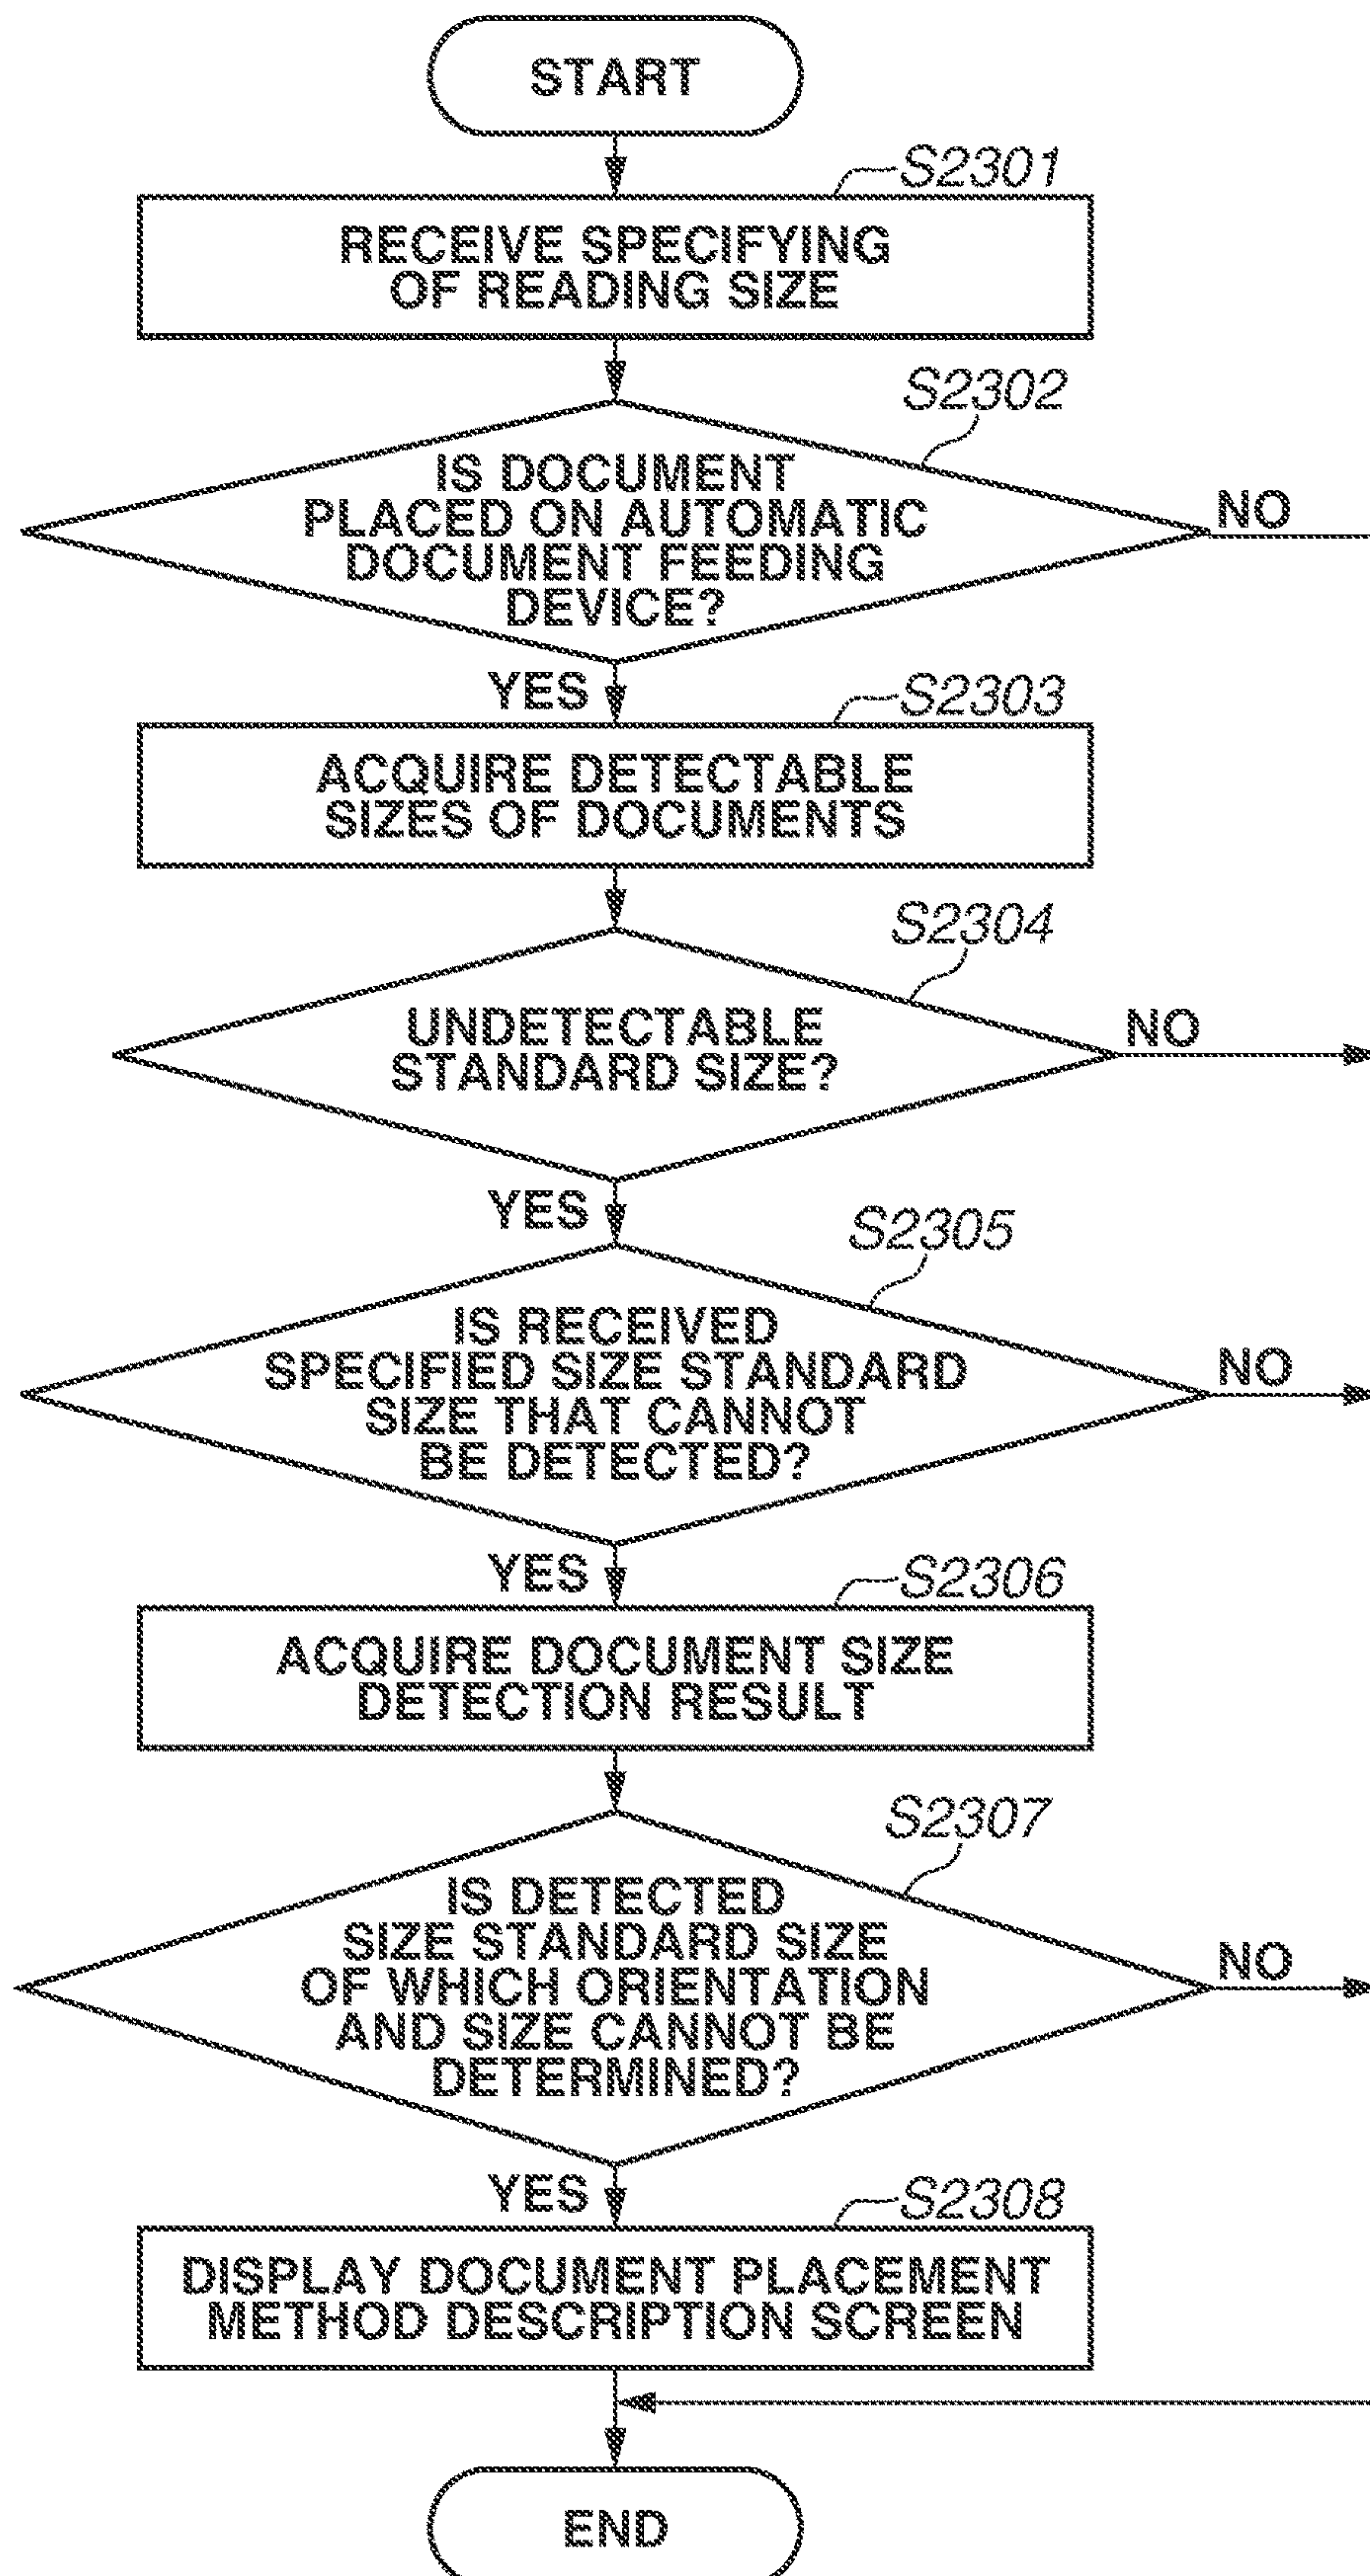 START
S2301
RECEIVE SPECIFYING
OF READING SIZE
S2302
IS DOCUMENT
PLACED ON AUTOMATIC
DOCUMENT FEEDING
DEVICE?
NO
YES
S2303
ACQUIRE DETECTABLE
SIZES OF DOCUMENTS
S2304
UNDETECTABLE
STANDARD SIZE?
NO
YES
S2305
IS RECEIVED
SPECIFIED SIZE STANDARD
SIZE THAT CANNOT
BE DETECTED?
NO
YES
S2306
ACQUIRE DOCUMENT SIZE
DETECTION RESULT
S2307
IS DETECTED
SIZE STANDARD SIZE
OF WHICH ORIENTATION
AND SIZE CANNOT BE
DETERMINED?
NO
YES
S2308
DISPLAY DOCUMENT PLACEMENT
METHOD DESCRIPTION SCREEN
END